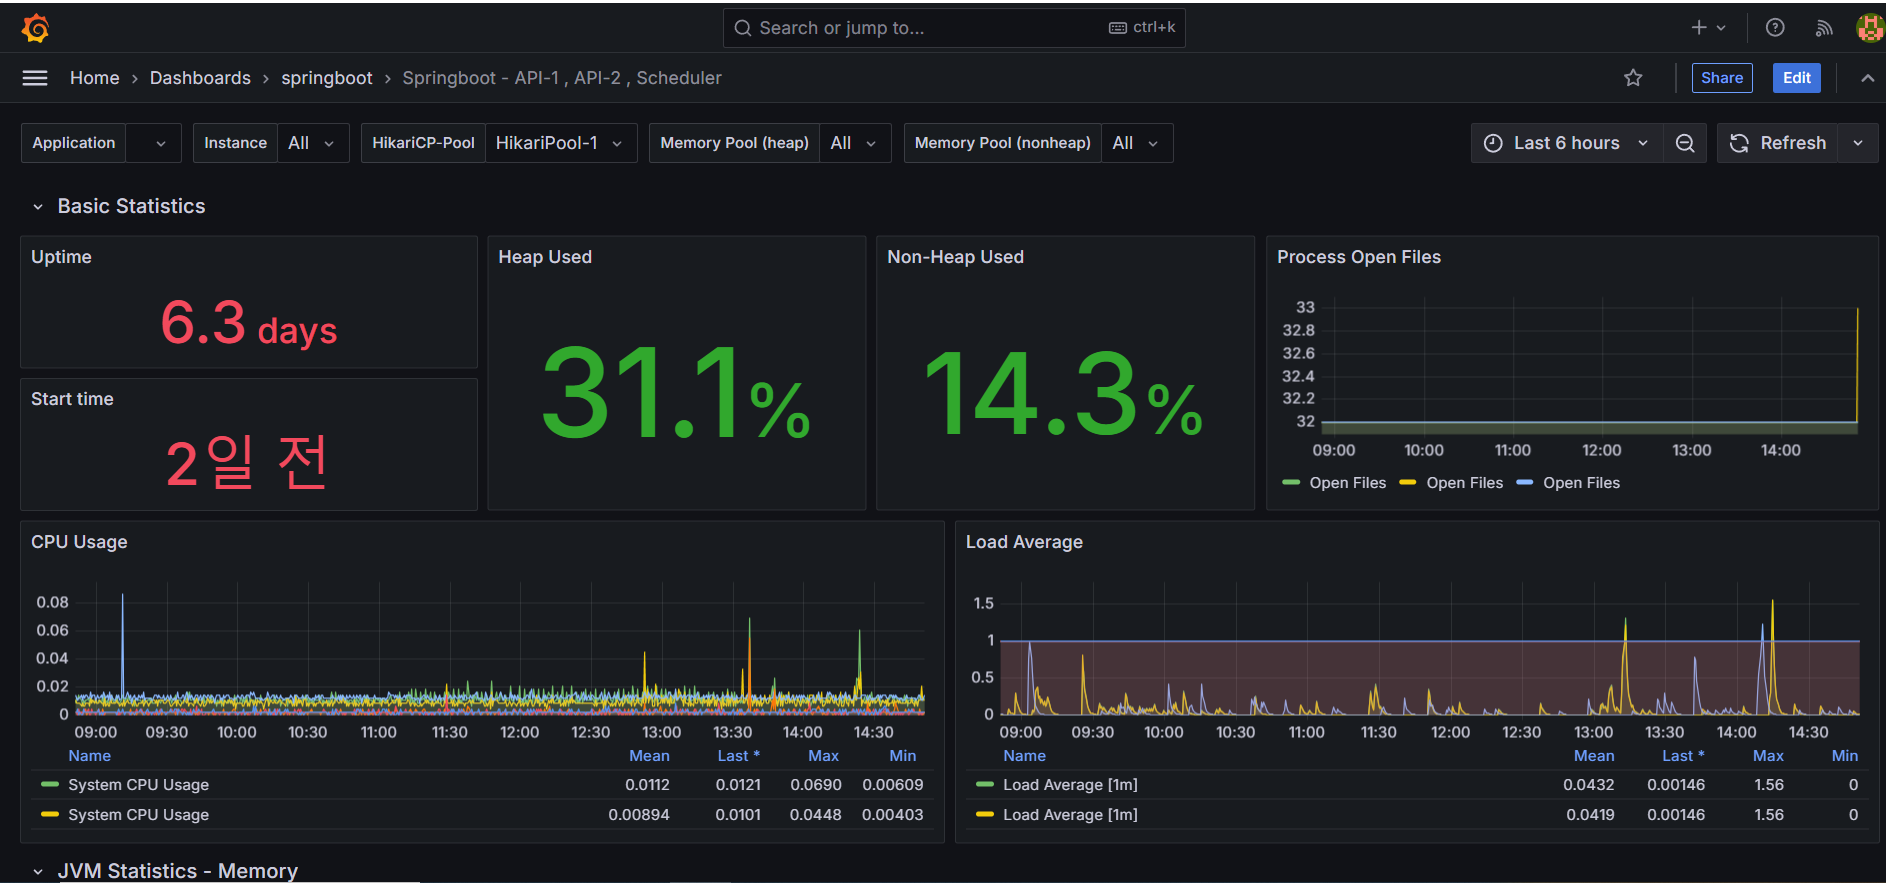 Search or jump to... ctrl+k
Home › Dashboards › springboot › Springboot - API-1 , API-2 , Scheduler
Share Edit
Application Instance All HikariCP-Pool HikariPool-1 Memory Pool (heap) All Memory Pool (nonheap) All
Last 6 hours Refresh
Basic Statistics
Uptime
6.3 days
Start time
2일 전
Heap Used
31.1%
Non-Heap Used
14.3%
Process Open Files
33
32.8
32.6
32.4
32.2
32
09:00 10:00 11:00 12:00 13:00 14:00
Open Files Open Files Open Files
CPU Usage
0.08
0.06
0.04
0.02
0
09:00 09:30 10:00 10:30 11:00 11:30 12:00 12:30 13:00 13:30 14:00 14:30
Name Mean Last * Max Min
System CPU Usage 0.0112 0.0121 0.0690 0.00609
System CPU Usage 0.00894 0.0101 0.0448 0.00403
Load Average
1.5
1
0.5
0
09:00 09:30 10:00 10:30 11:00 11:30 12:00 12:30 13:00 13:30 14:00 14:30
Name Mean Last * Max Min
Load Average [1m] 0.0432 0.00146 1.56 0
Load Average [1m] 0.0419 0.00146 1.56 0
JVM Statistics - Memory